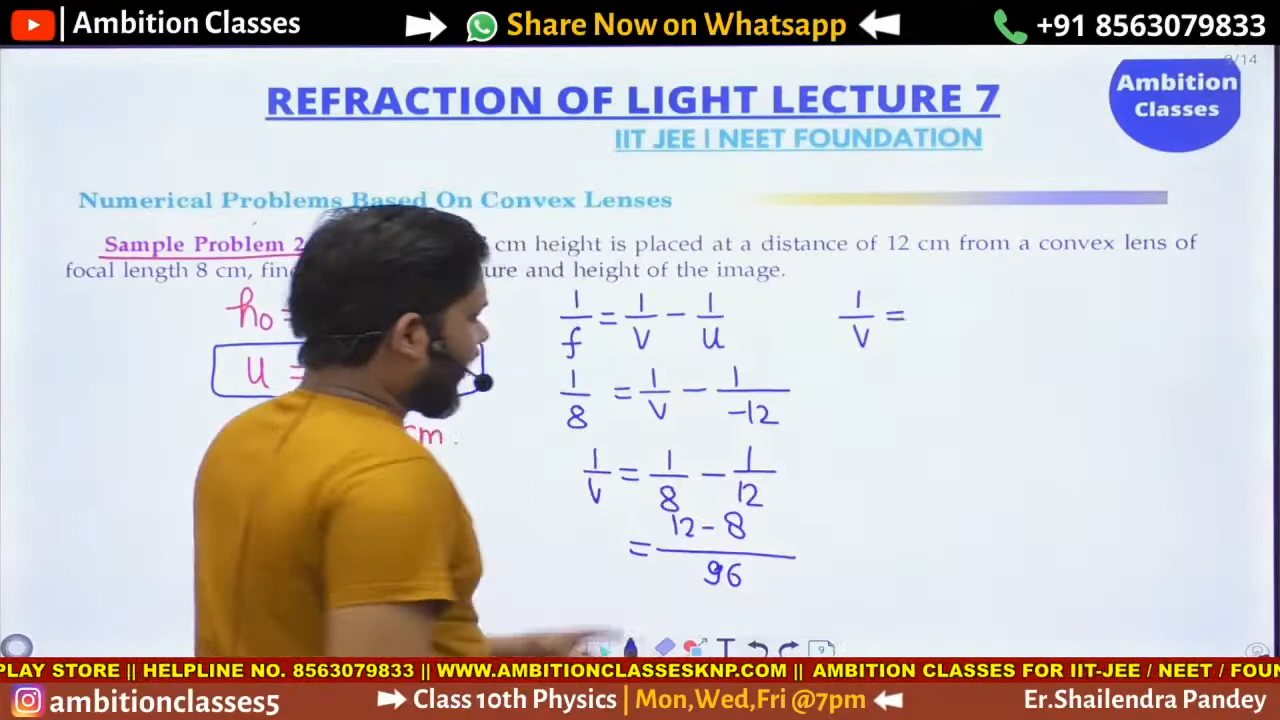 Ambition Classes
Share Now on Whatsapp
+91 8563079833
REFRACTION OF LIGHT LECTURE 7
Ambition
Classes
IIT JEE | NEET FOUNDATION
Numerical Problems Based On Convex Lenses
Sample Problem 2 cm height is placed at a distance of 12 cm from a convex lens of
focal length 8 cm, ure and height of the image.
h₀ =
u =
cm.
1/f = 1/v - 1/u
1/8 = 1/v - 1/-12
1/v = 1/8 - 1/12
= 12-8/96
1/v =
T
9
PLAY STORE || HELPLINE NO. 8563079833 || WWW.AMBITIONCLASSESKNP.COM || AMBITION CLASSES FOR IIT-JEE / NEET / FOUN
ambitionclasses5
Class 10th Physics | Mon,Wed,Fri @7pm
Er.Shailendra Pandey